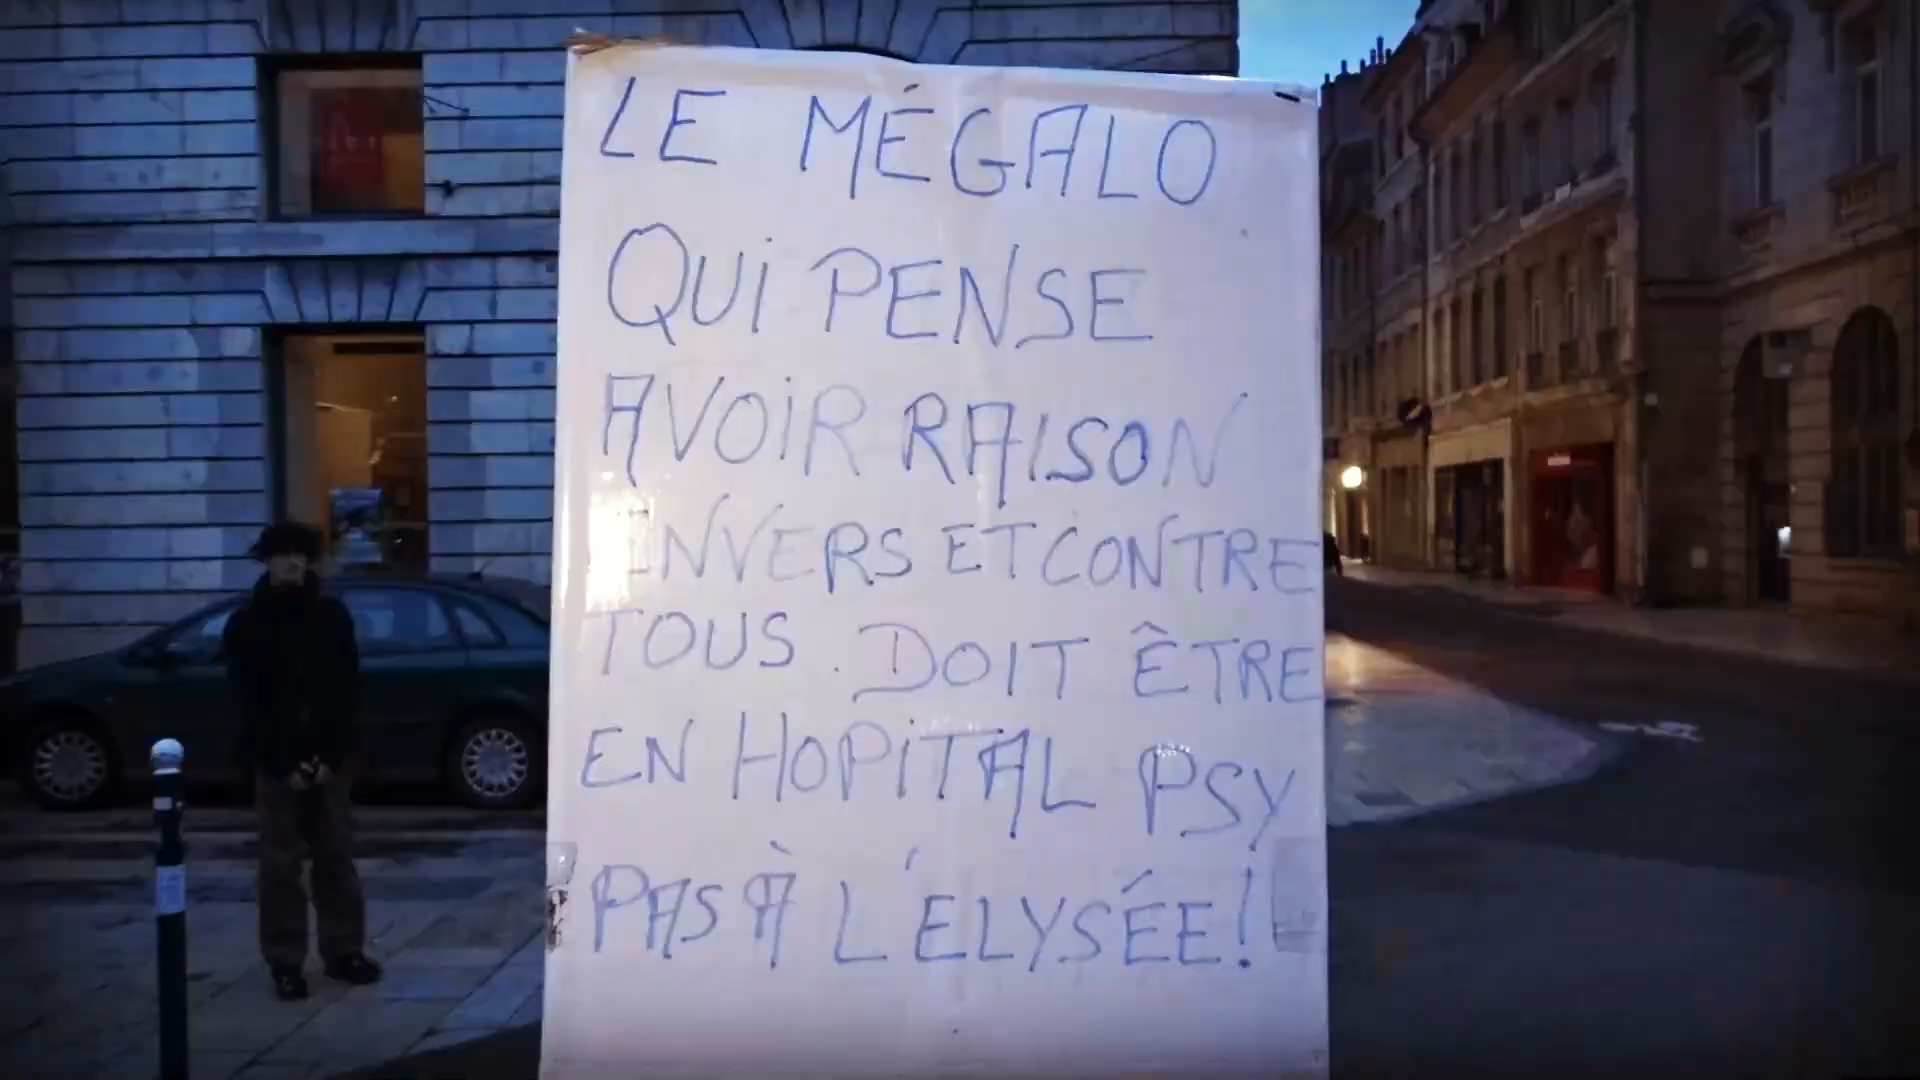 LE MÉGALO
QUI PENSE
AVOIR RAISON
ENVERS ET CONTRE
TOUS. DOIT ÊTRE
EN HOPITAL PSY
PAS À L'ELYSÉE!